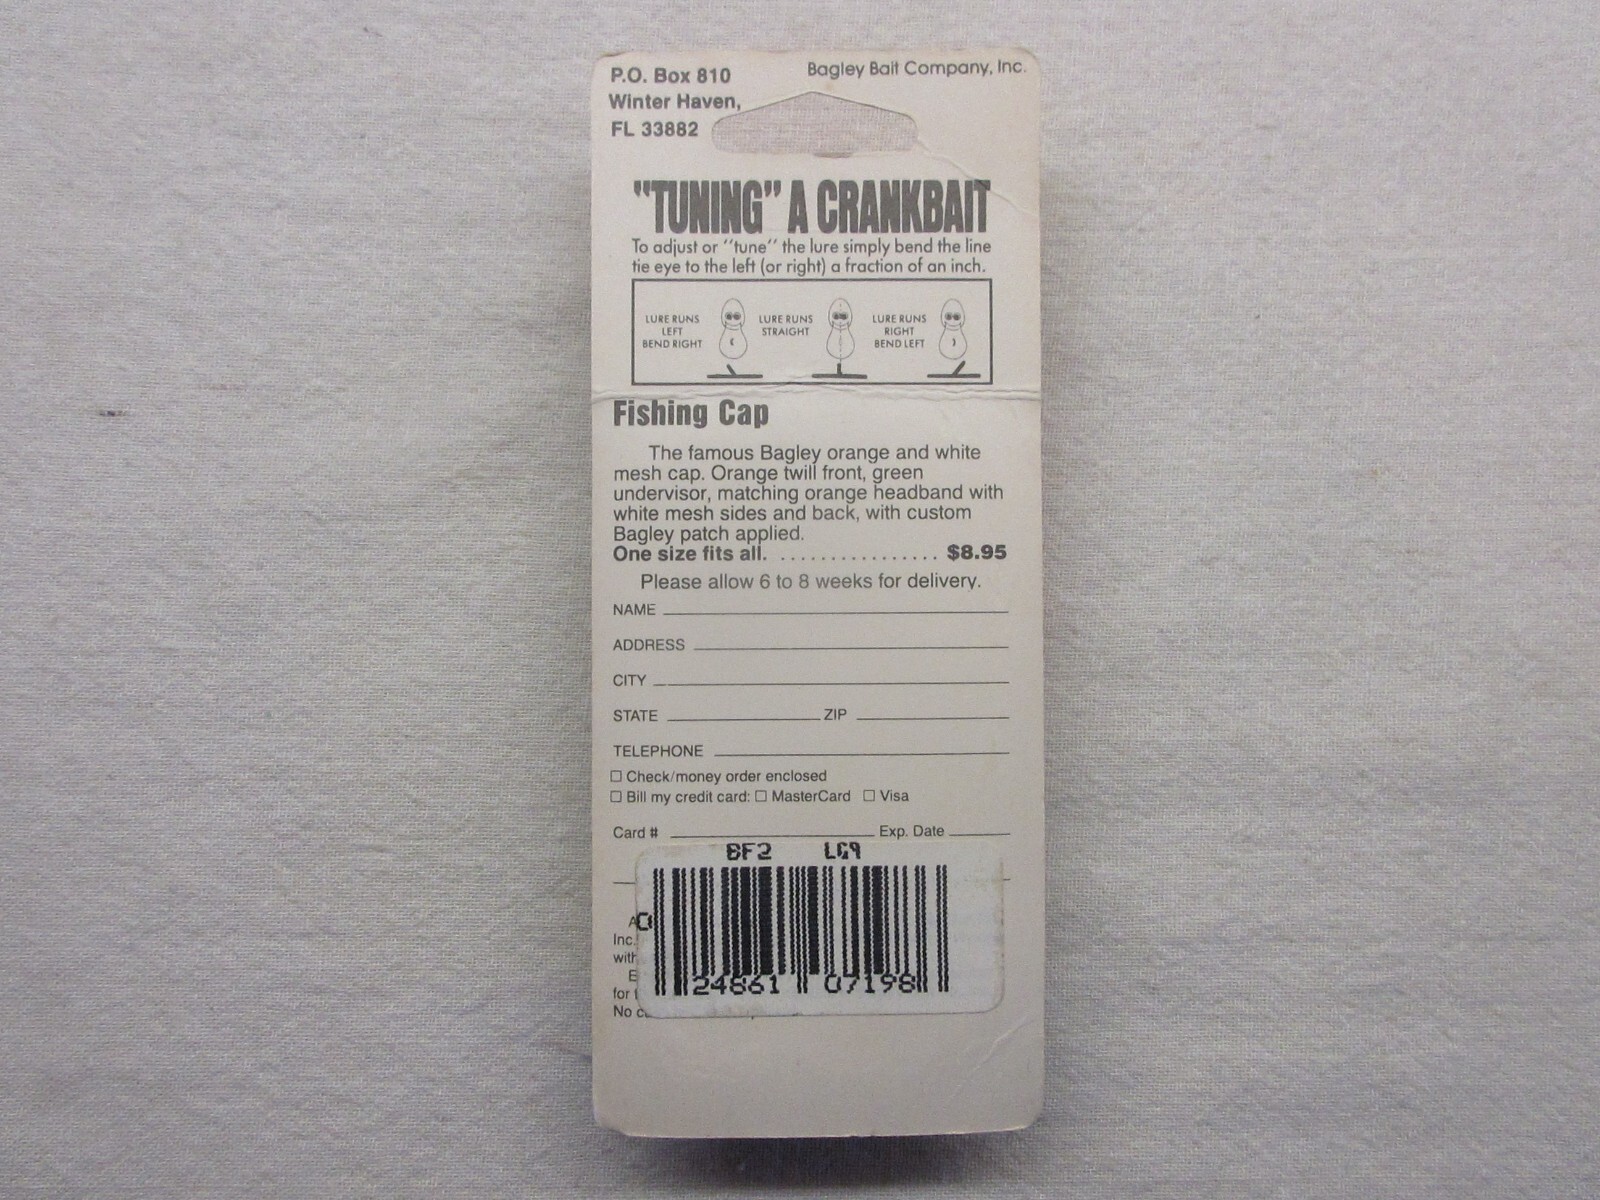 P.O. Box 810
Winter Haven,
FL 33882
Bagley Bait Company, Inc.
"TUNING" A CRANKBAIT
To adjust or "tune" the lure simply bend the line
tie eye to the left (or right) a fraction of an inch.
LURE RUNS
LEFT
BEND RIGHT
LURE RUNS
STRAIGHT
LURE RUNS
RIGHT
BEND LEFT
Fishing Cap
The famous Bagley orange and white
mesh cap. Orange twill front, green
undervisor, matching orange headband with
white mesh sides and back, with custom
Bagley patch applied.
One size fits all. ................ $8.95
Please allow 6 to 8 weeks for delivery.
NAME
ADDRESS
CITY
STATE ZIP
TELEPHONE
Check/money order enclosed
Bill my credit card: MasterCard Visa
Card # Exp. Date
BF2 LG9
0
24861 07198
Inc.
for
No